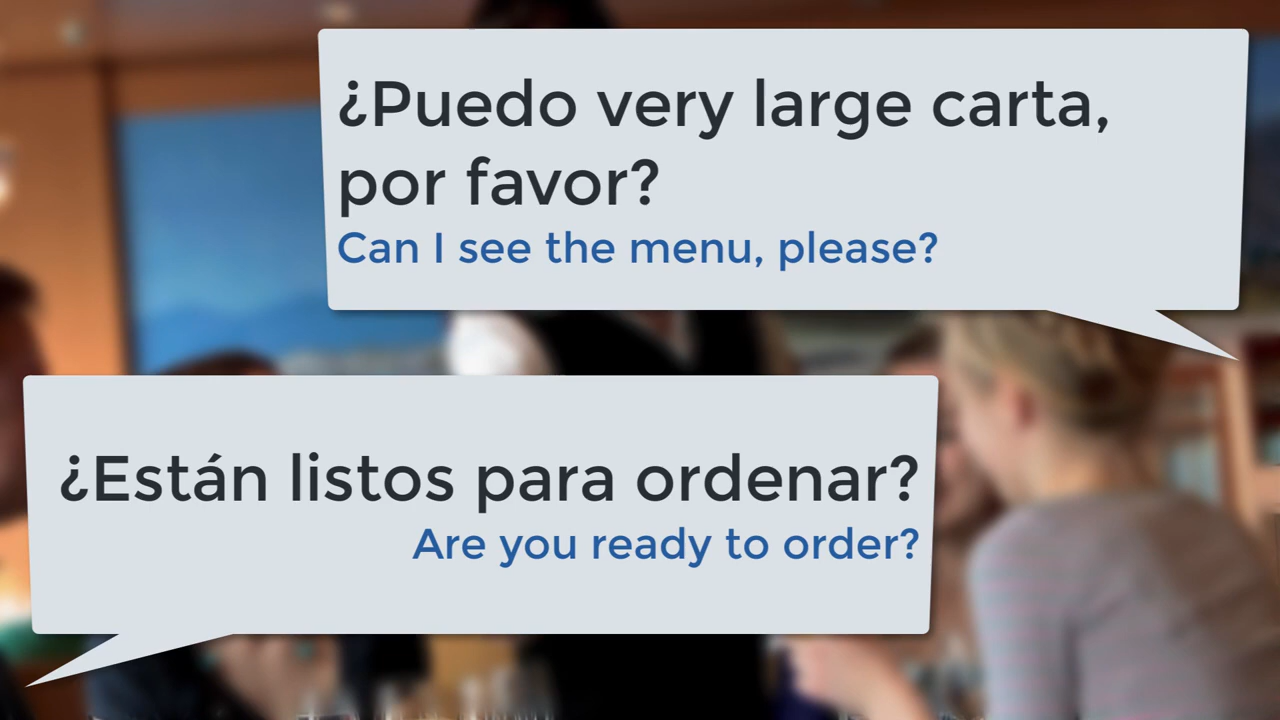 ¿Puedo very large carta,
por favor?
Can I see the menu, please?
¿Están listos para ordenar?
Are you ready to order?